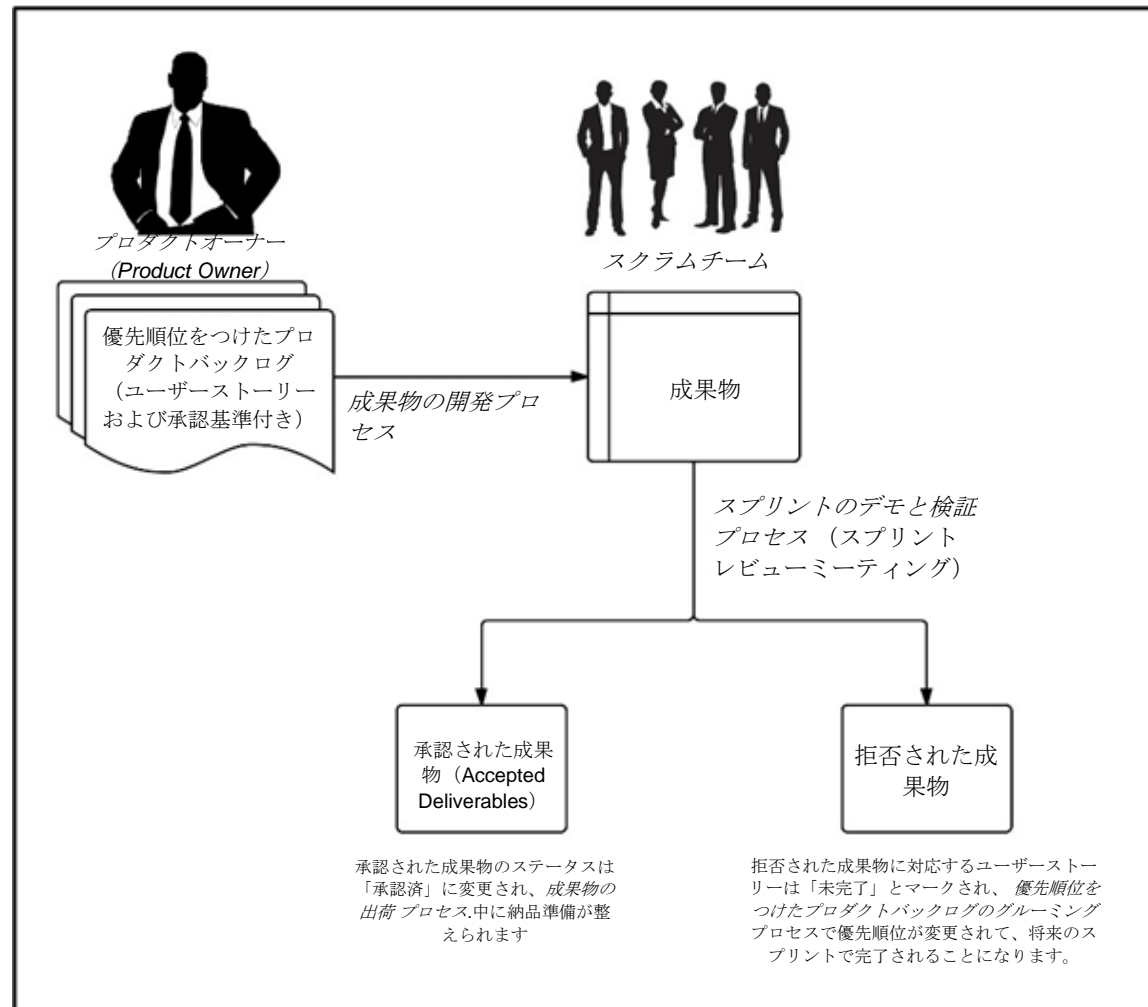 プロダクトオーナー
(Product Owner)
スクラムチーム
優先順位をつけたプロ
ダクトバックログ
（ユーザーストーリー
および承認基準付き）
成果物の開発プロ
セス
成果物
スプリントのデモと検証
プロセス（スプリント
レビューミーティング）
承認された成果
物（Accepted
Deliverables）
拒否された成
果物
承認された成果物のステータスは
「承認済」に変更され、成果物の
出荷 プロセス.中に納品準備が整
えられます
拒否された成果物に対応するユーザーストー
リーは「未完了」とマークされ、 優先順位を
つけたプロダクトバックログのグルーミング
プロセスで優先順位が変更されて、将来のス
プリントで完了されることになります。